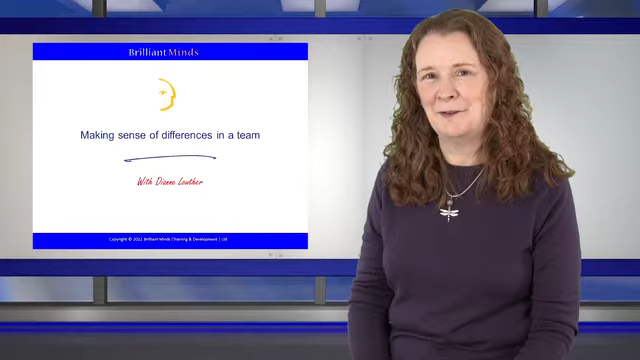 Brilliant Minds
Making sense of differences in a team
With Dianne Lowther
Copyright © 2022 Brilliant Minds (Training & Development) Ltd